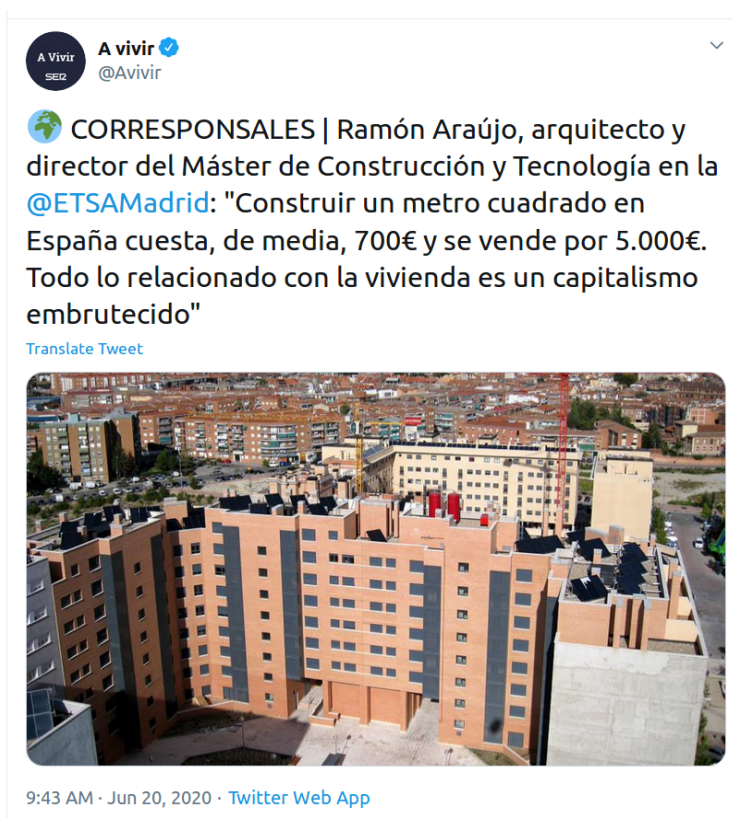 A Vivir
SER
A vivir
@Avivir
CORRESPONSALES | Ramón Araújo, arquitecto y
director del Máster de Construcción y Tecnología en la
@ETSAMadrid: "Construir un metro cuadrado en
España cuesta, de media, 700€ y se vende por 5.000€.
Todo lo relacionado con la vivienda es un capitalismo
embrutecido"
Translate Tweet
9:43 AM · Jun 20, 2020 · Twitter Web App